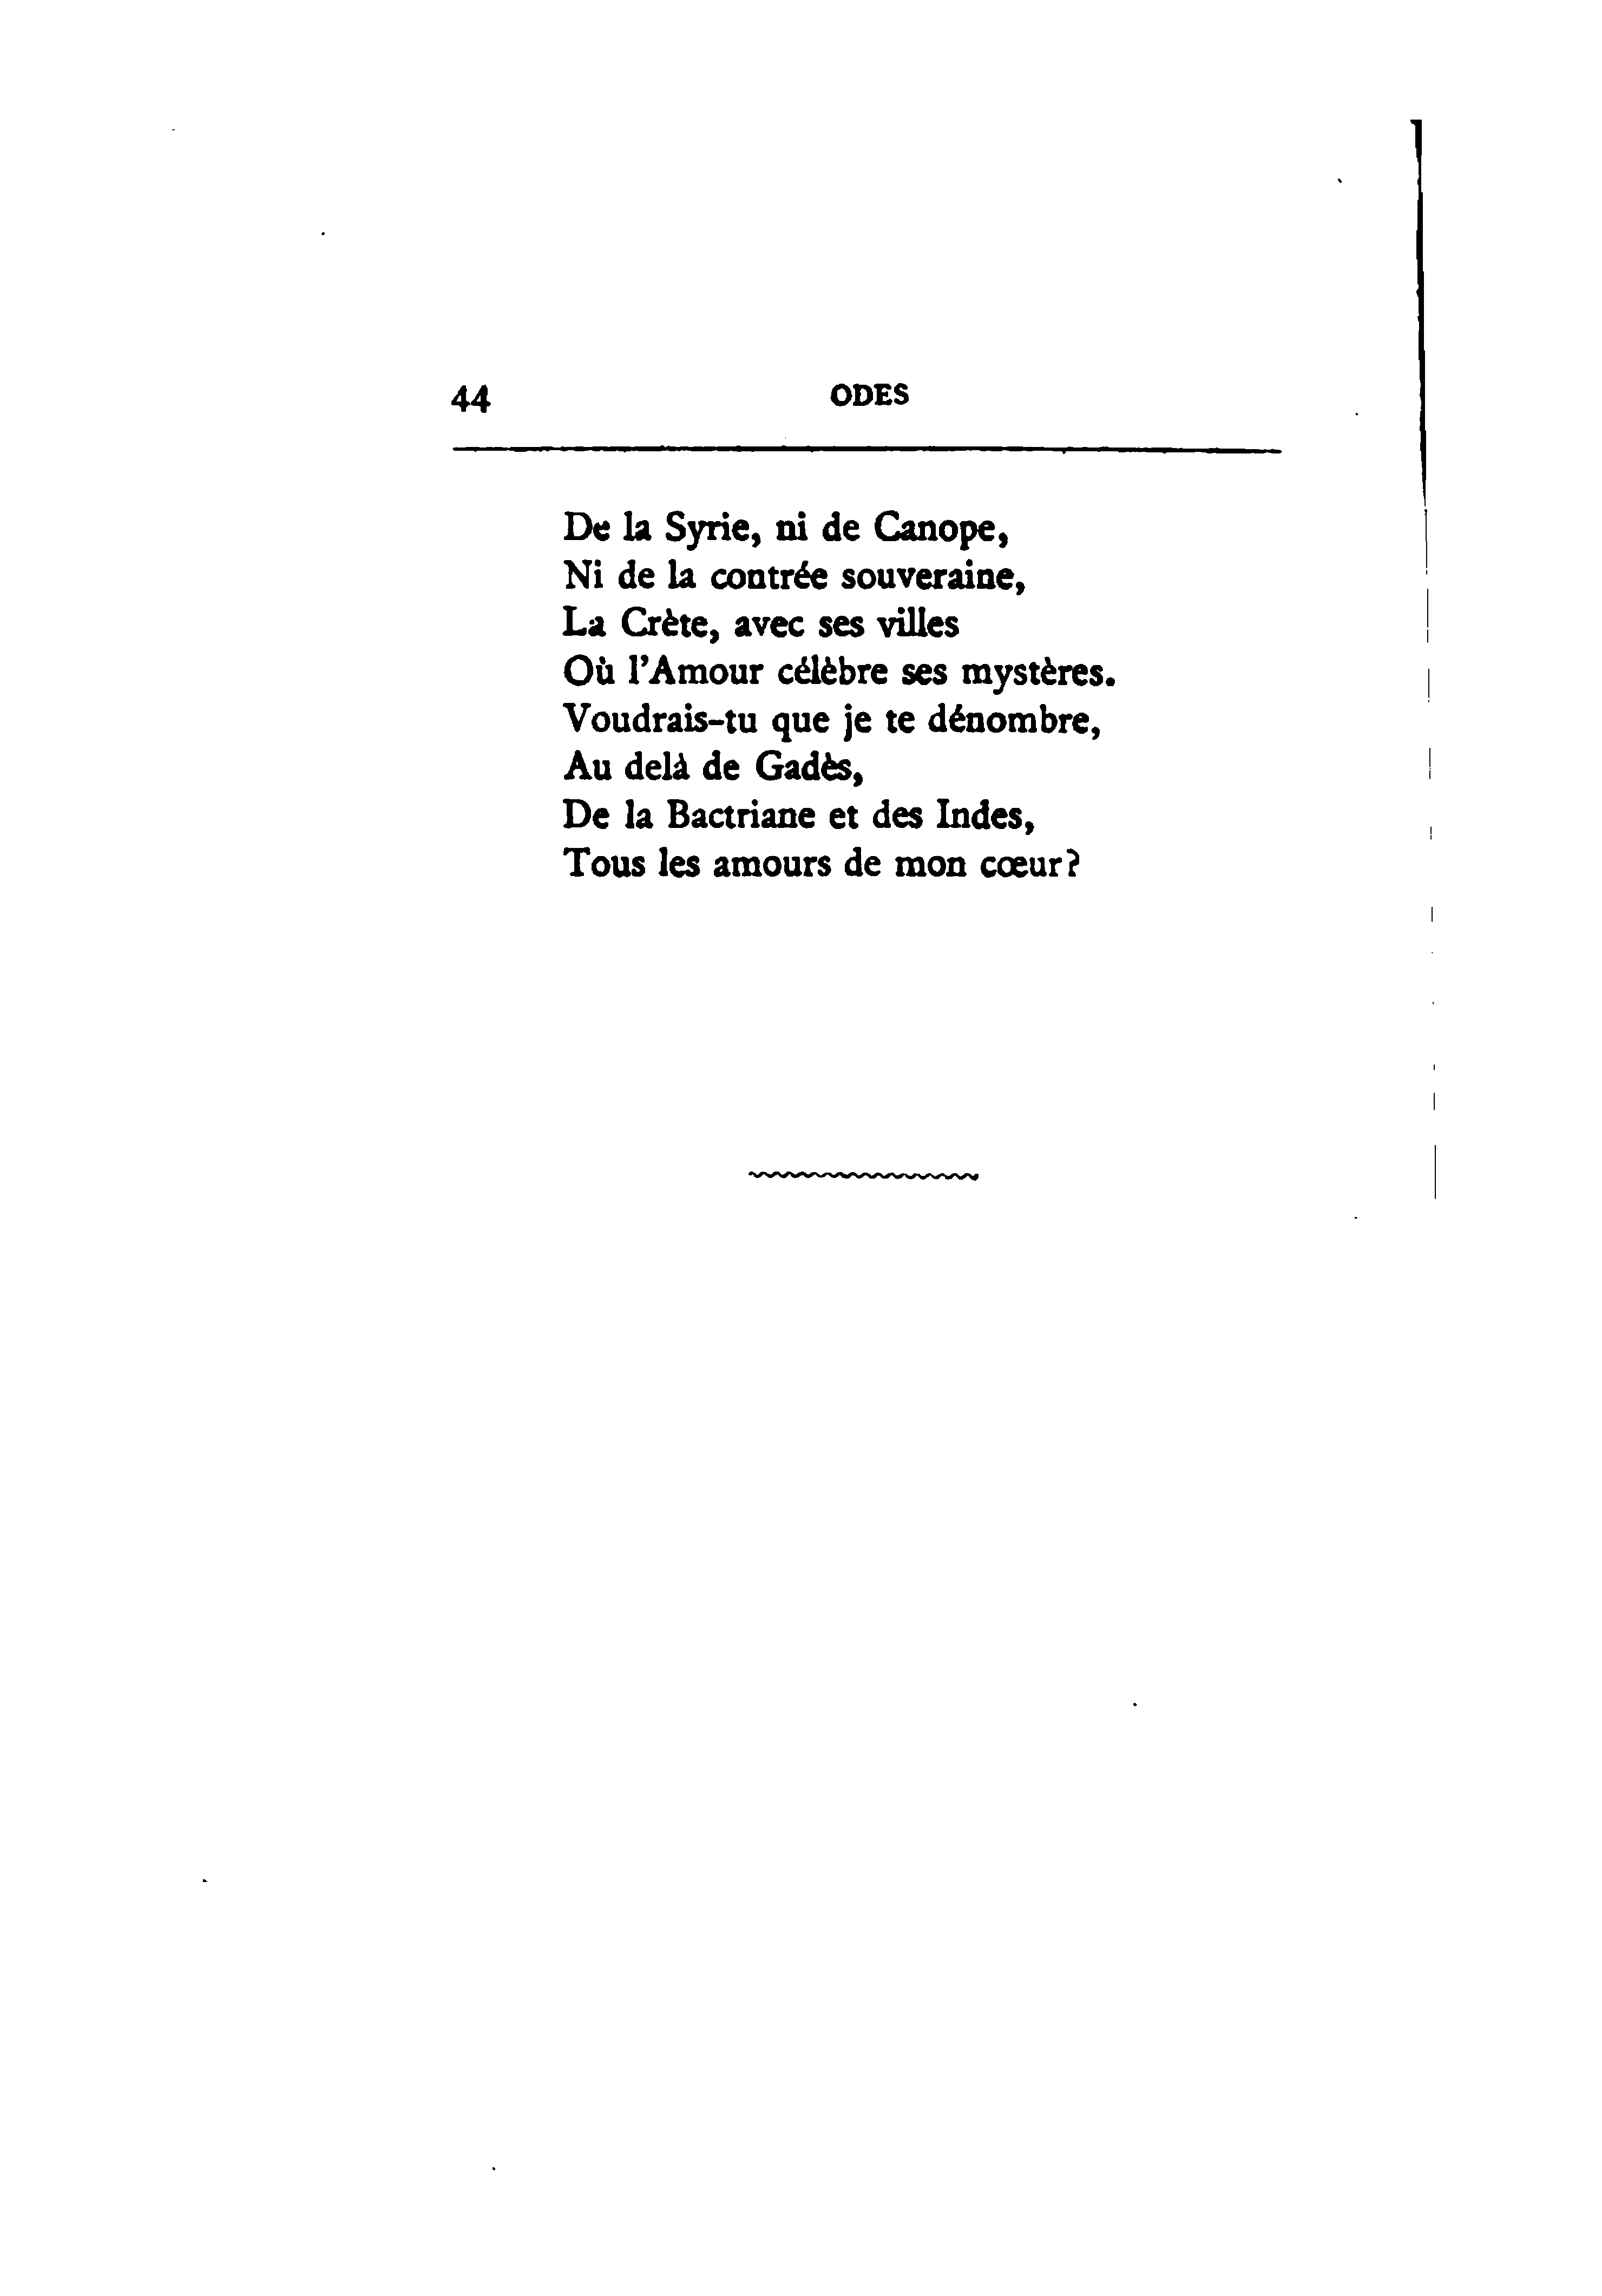 44 ODES
De la Syrie, ni de Canope,
Ni de la contrée souveraine,
La Crète, avec ses villes
Où l'Amour célèbre ses mystères.
Voudrais-tu que je te dénombre,
Au delà de Gadès,
De la Bactriane et des Indes,
Tous les amours de mon cœur?